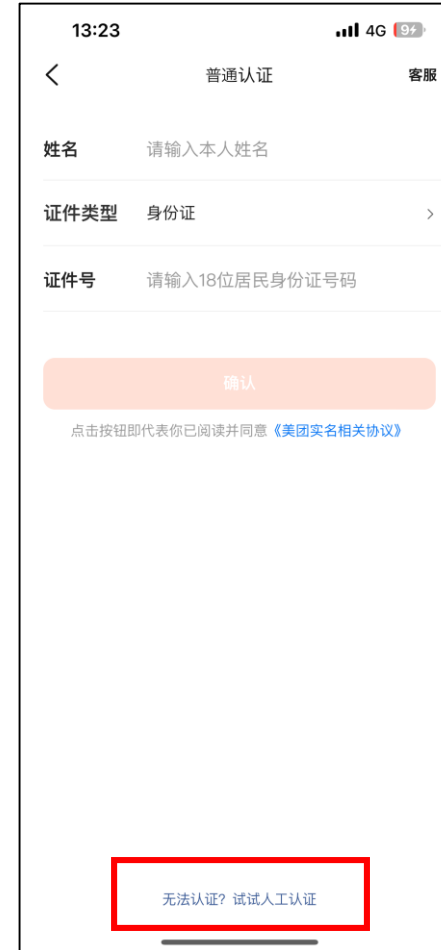 13:23 4G 9
普通认证 客服
姓名 请输入本人姓名
证件类型 身份证
证件号 请输入18位居民身份证号码
确认
点击按钮即代表你已阅读并同意《美团实名相关协议》
无法认证？试试人工认证